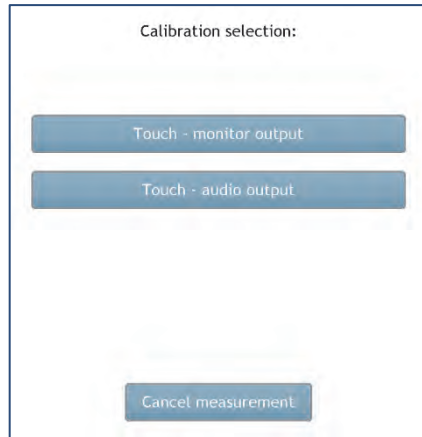 Calibration selection:
Touch - monitor output
Touch - audio output
Cancel measurement